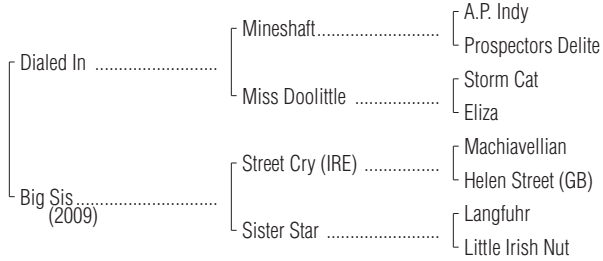 A.P. Indy
Mineshaft
Prospectors Delite
Dialed In
Storm Cat
Miss Doolittle
Eliza
Machiavellian
Street Cry (IRE)
Helen Street (GB)
Big Sis
(2009)
Langfuhr
Sister Star
Little Irish Nut